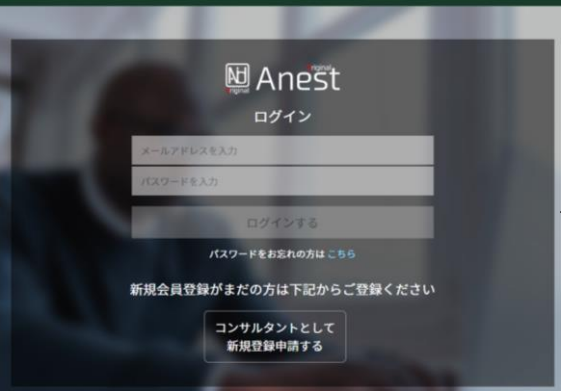 Anest
ログイン
メールアドレスを入力
パスワードを入力
ログインする
パスワードをお忘れの方は こちら
新規会員登録がまだの方は下記からご登録ください
コンサルタントとして
新規登録申請する